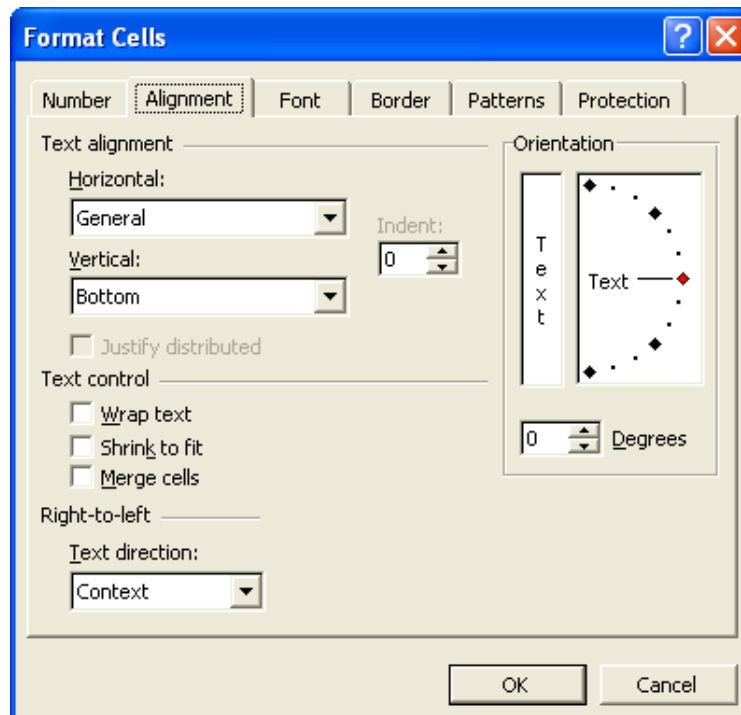 Format Cells
Number Alignment Font Border Patterns Protection
Text alignment
Horizontal:
General
Indent:
0
Vertical:
Bottom
Justify distributed
Text control
Wrap text
Shrink to fit
Merge cells
Right-to-left
Text direction:
Context
Orientation
Text
Text
0 Degrees
OK Cancel